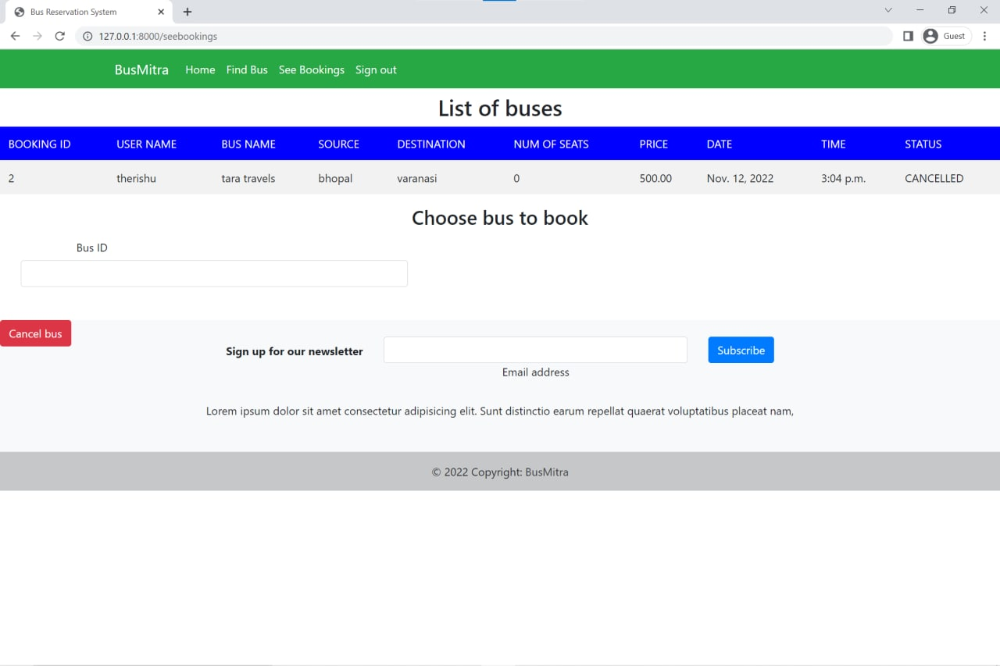 Bus Reservation System
127.0.0.1:8000/seebookings
Guest
BusMitra Home Find Bus See Bookings Sign out
List of buses
BOOKING ID USER NAME BUS NAME SOURCE DESTINATION NUM OF SEATS PRICE DATE TIME STATUS
2 therishu tara travels bhopal varanasi 0 500.00 Nov. 12, 2022 3:04 p.m. CANCELLED
Choose bus to book
Bus ID
Cancel bus
Sign up for our newsletter
Subscribe
Email address
Lorem ipsum dolor sit amet consectetur adipisicing elit. Sunt distinctio earum repellat quaerat voluptatibus placeat nam,
© 2022 Copyright: BusMitra